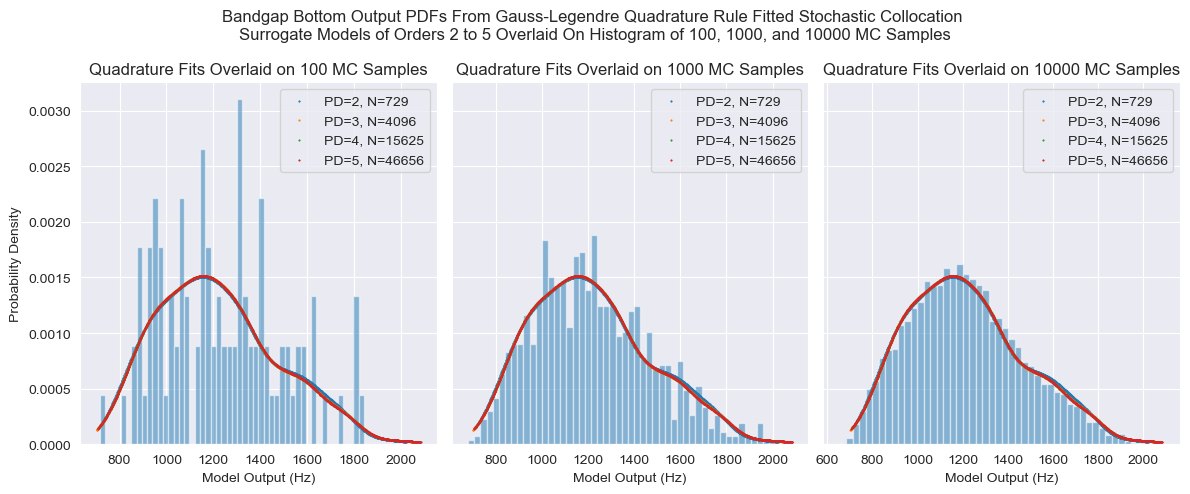 Bandgap Bottom Output PDFs From Gauss-Legendre Quadrature Rule Fitted Stochastic Collocation
Surrogate Models of Orders 2 to 5 Overlaid On Histogram of 100, 1000, and 10000 MC Samples
Quadrature Fits Overlaid on 100 MC Samples
Quadrature Fits Overlaid on 1000 MC Samples
Quadrature Fits Overlaid on 10000 MC Samples
Probability Density
0.0030
0.0025
0.0020
0.0015
0.0010
0.0005
0.0000
PD=2, N=729
PD=3, N=4096
PD=4, N=15625
PD=5, N=46656
PD=2, N=729
PD=3, N=4096
PD=4, N=15625
PD=5, N=46656
PD=2, N=729
PD=3, N=4096
PD=4, N=15625
PD=5, N=46656
800 1000 1200 1400 1600 1800 2000
800 1000 1200 1400 1600 1800 2000
600 800 1000 1200 1400 1600 1800 2000
Model Output (Hz)
Model Output (Hz)
Model Output (Hz)